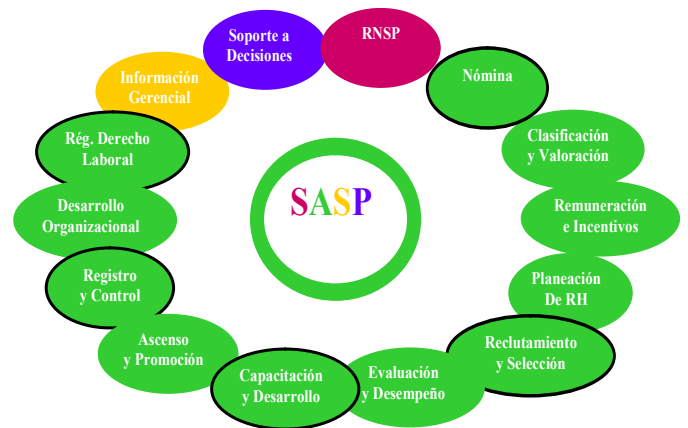 Soporte a
Decisiones
RNSP
Nómina
Clasificación
y Valoración
Remuneración
e Incentivos
Planeación
De RH
Reclutamiento
y Selección
Evaluación
y Desempeño
Capacitación
y Desarrollo
Ascenso
y Promoción
Registro
y Control
Desarrollo
Organizacional
Rég. Derecho
Laboral
Información
Gerencial
SASP